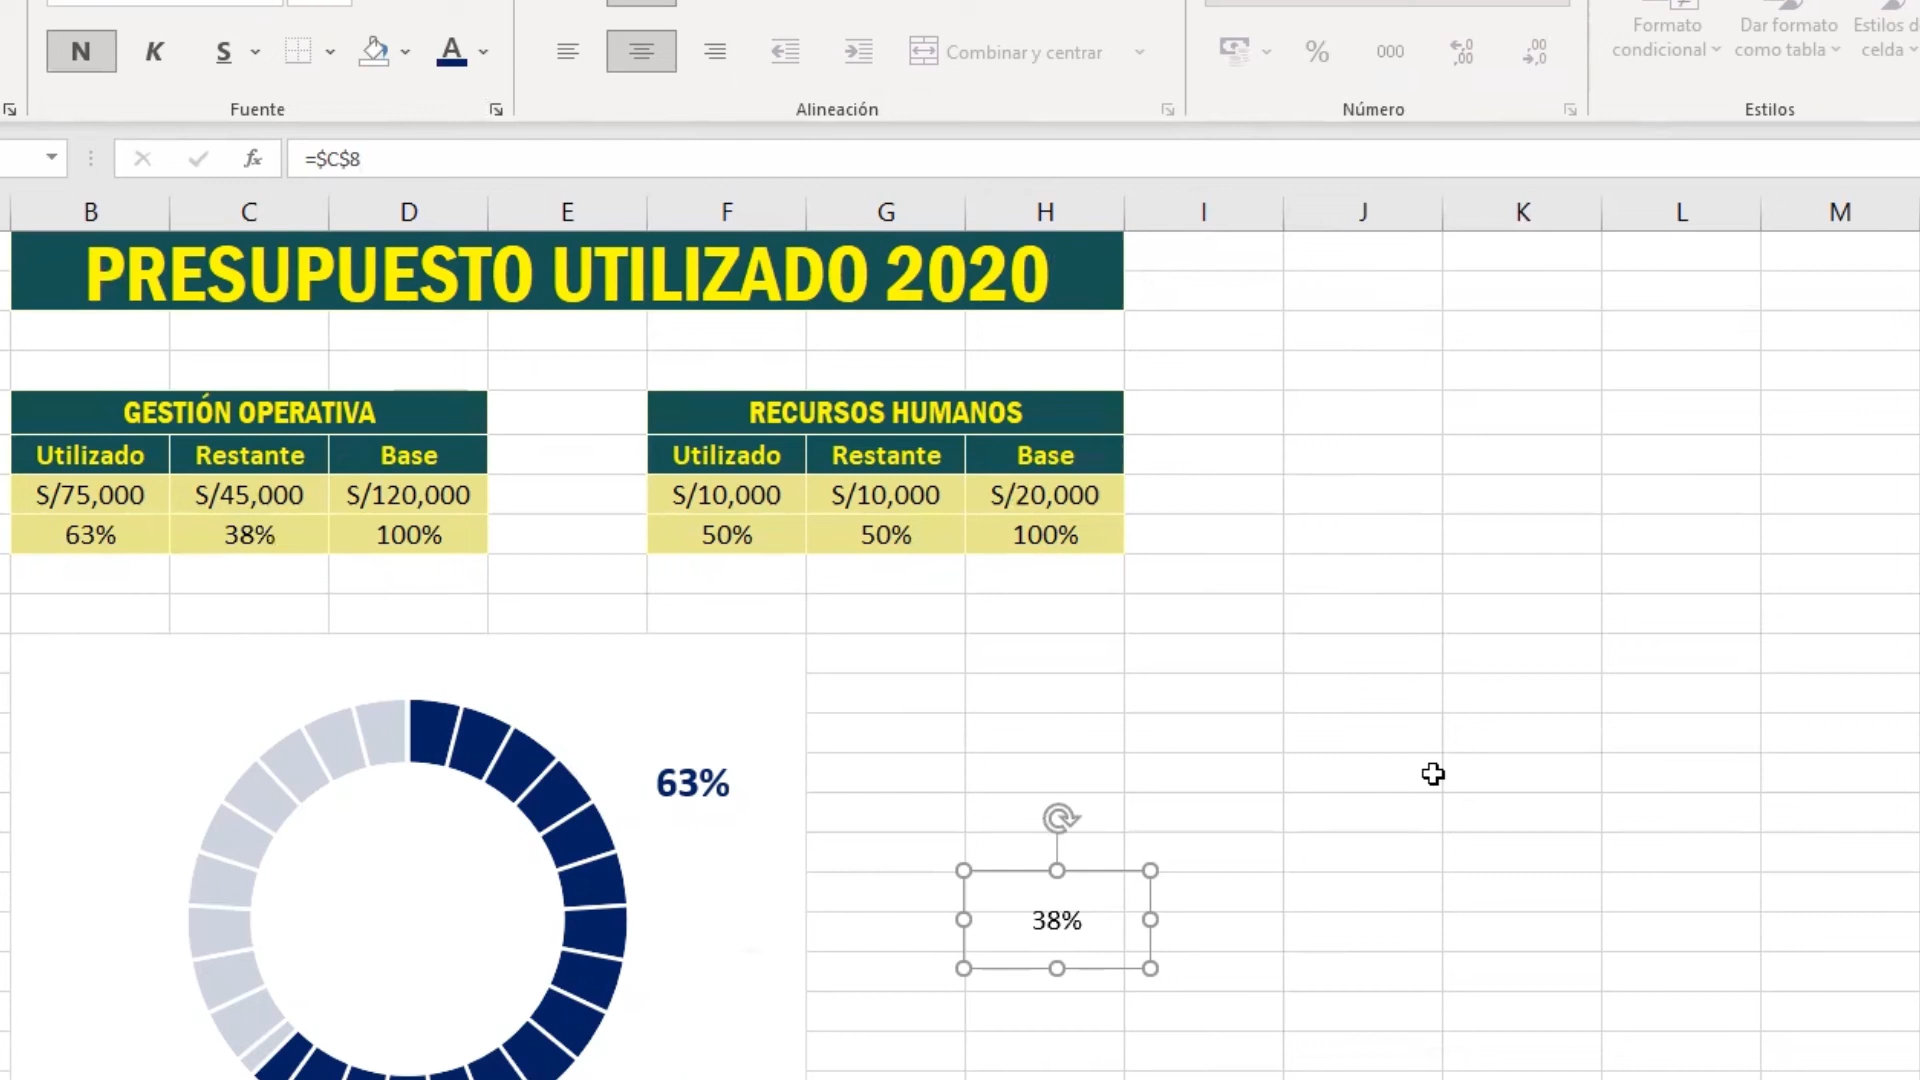 Formato
condicional
Dar formato
como tabla
Estilos d
celda
N K S A
Combinar y centrar
% 000 ,00 ,00
Fuente
Alineación
Número
Estilos
fx =$C$8
B C D E F G H I J K L M
PRESUPUESTO UTILIZADO 2020
GESTIÓN OPERATIVA
Utilizado Restante Base
S/75,000 S/45,000 S/120,000
63% 38% 100%
RECURSOS HUMANOS
Utilizado Restante Base
S/10,000 S/10,000 S/20,000
50% 50% 100%
63%
38%